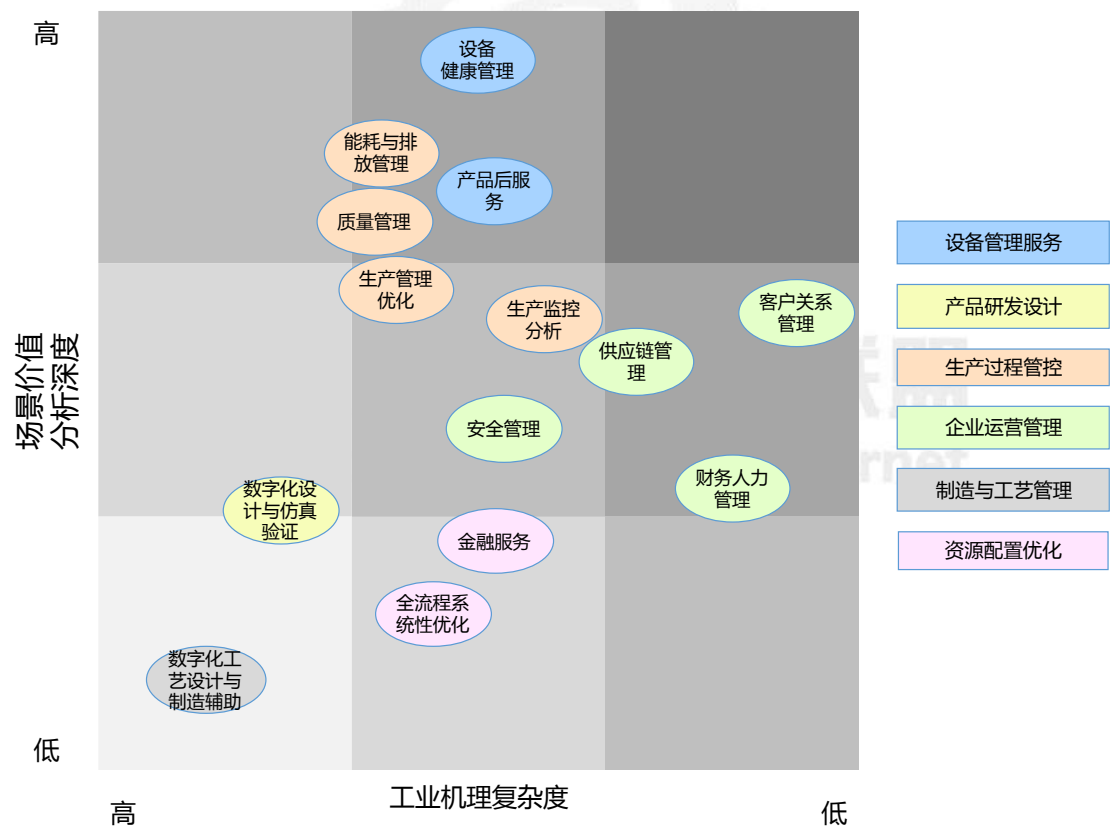 高
设备
健康管理
能耗与排
放管理
产品后服
务
质量管理
生产管理
优化
生产监控
分析
客户关系
管理
供应链管
理
安全管理
财务人力
管理
数字化设
计与仿真
验证
金融服务
全流程系
统性优化
数字化工
艺设计与
制造辅助
场景价值
分析深度
低
高
工业机理复杂度
低
设备管理服务
产品研发设计
生产过程管控
企业运营管理
制造与工艺管理
资源配置优化